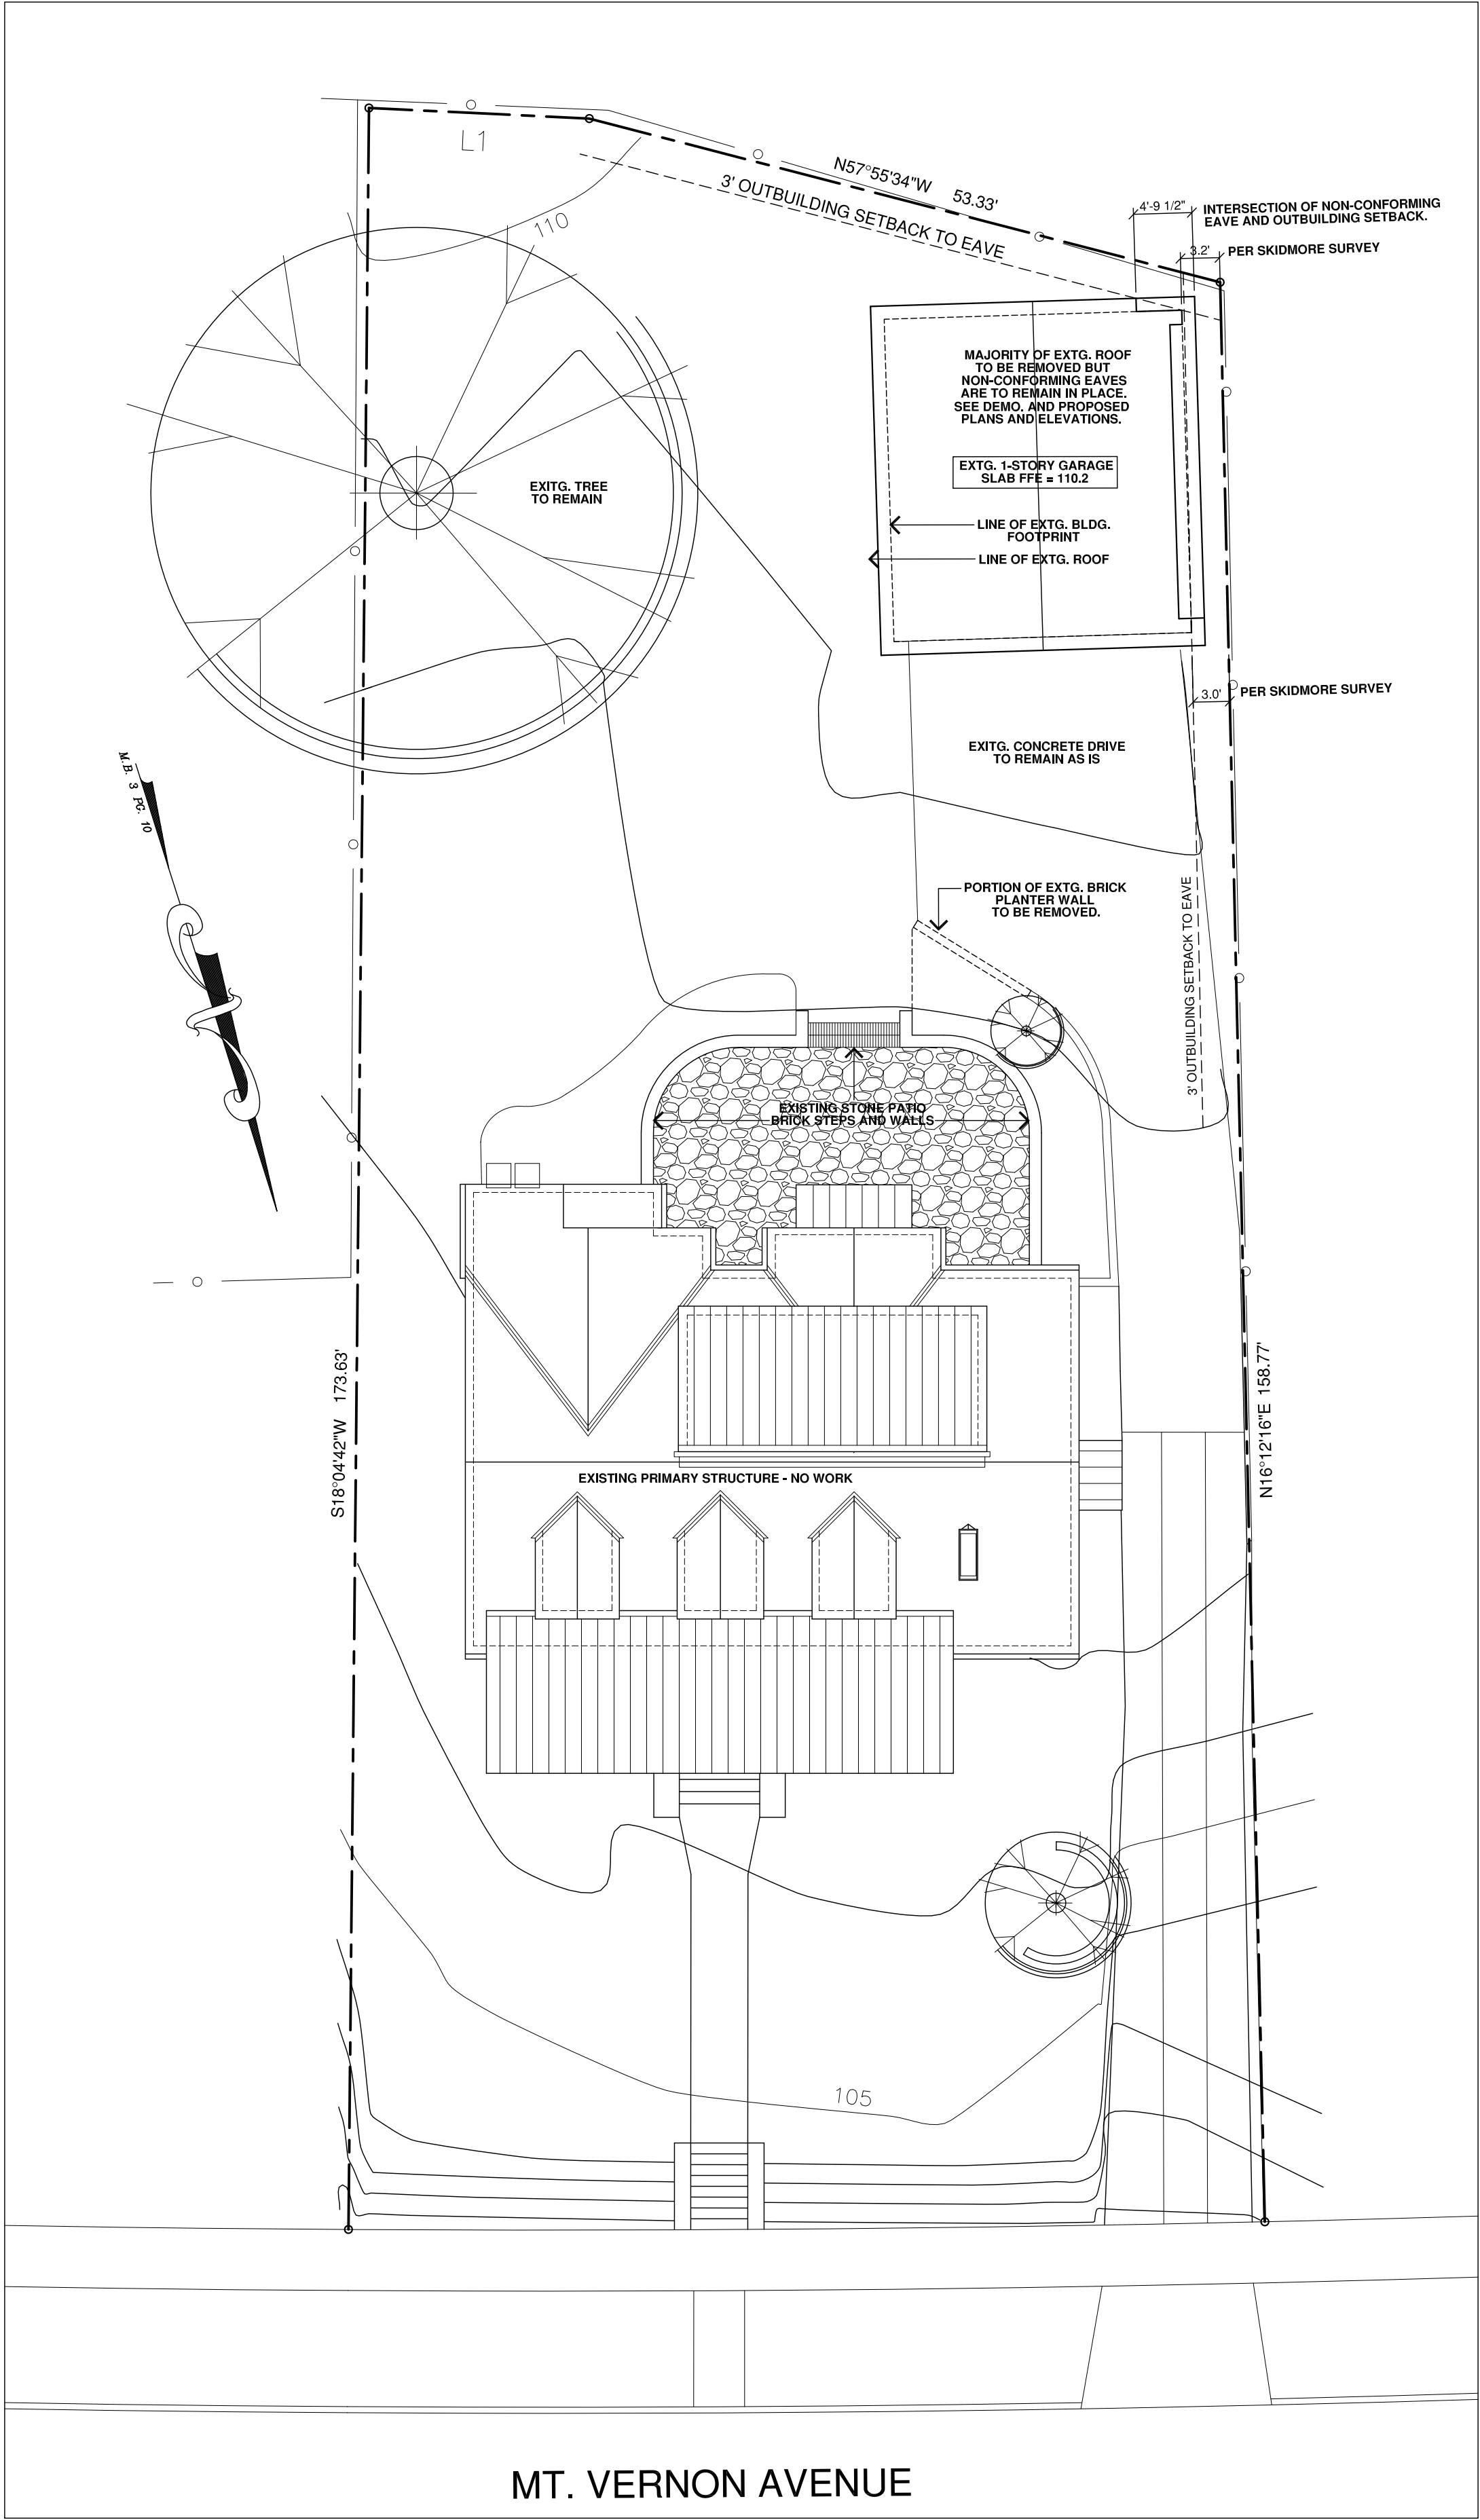 L1
N57°55'34"W 53.33'
3' OUTBUILDING SETBACK TO EAVE
4'-9 1/2"
INTERSECTION OF NON-CONFORMING
EAVE AND OUTBUILDING SETBACK.
3.2'
PER SKIDMORE SURVEY
110
MAJORITY OF EXTG. ROOF
TO BE REMOVED BUT
NON-CONFORMING EAVES
ARE TO REMAIN IN PLACE.
SEE DEMO. AND PROPOSED
PLANS AND ELEVATIONS.
EXTG. 1-STORY GARAGE
SLAB FFE = 110.2
EXITG. TREE
TO REMAIN
LINE OF EXTG. BLDG.
FOOTPRINT
LINE OF EXTG. ROOF
3.0'
PER SKIDMORE SURVEY
EXITG. CONCRETE DRIVE
TO REMAIN AS IS
M.B. 3 PG. 10
PORTION OF EXTG. BRICK
PLANTER WALL
TO BE REMOVED.
3' OUTBUILDING SETBACK TO EAVE
EXISTING STONE PATIO
BRICK STEPS AND WALLS
S18°04'42"W 173.63'
N16°12'16"E 158.77'
EXISTING PRIMARY STRUCTURE - NO WORK
105
MT. VERNON AVENUE